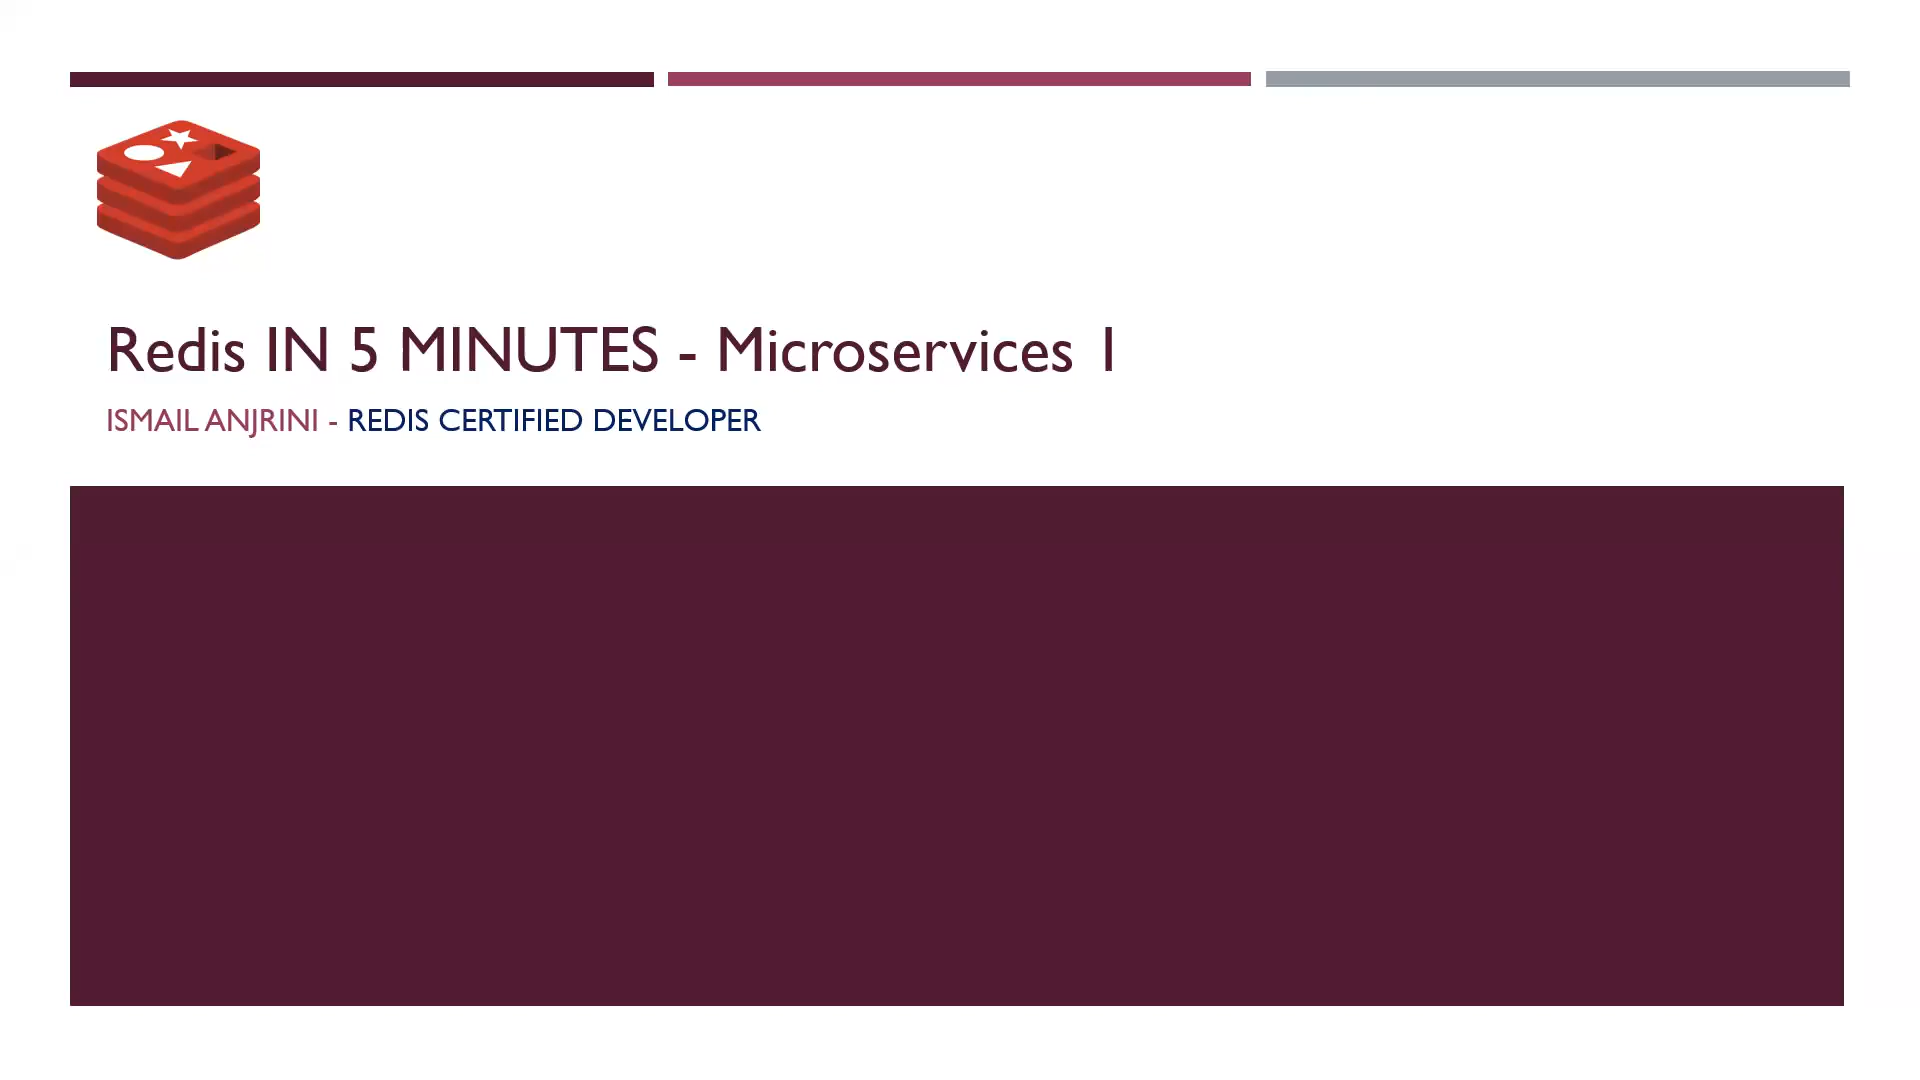 Redis IN 5 MINUTES - Microservices 1
ISMAIL ANJRINI - REDIS CERTIFIED DEVELOPER